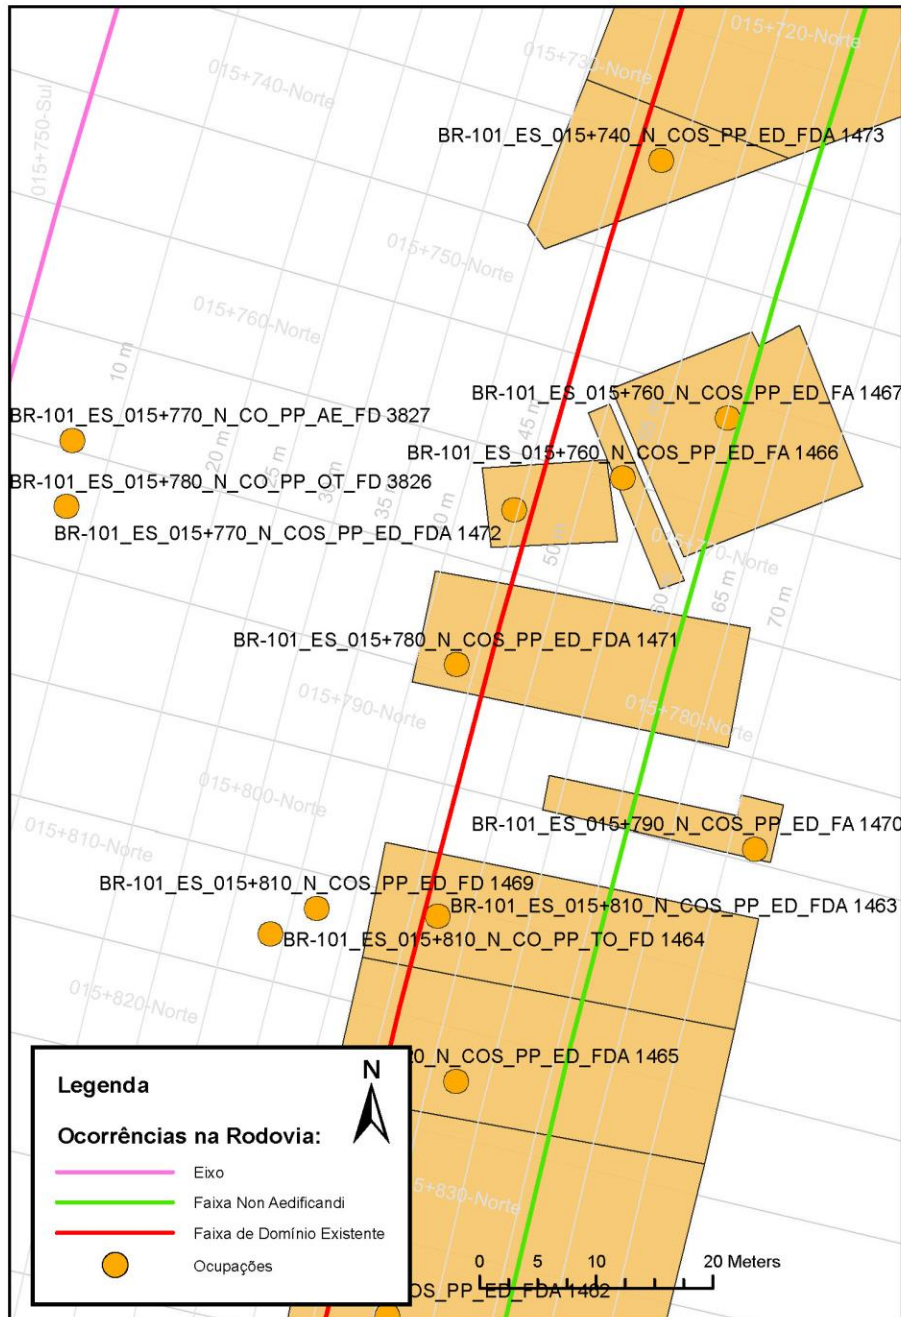 015+720-Norte
015+730-Norte
015+740-Norte
015+750-Sul
BR-101_ES_015+740_N_COS_PP_ED_FDA 1473
015+750-Norte
015+760-Norte
10 m
BR-101_ES_015+760_N_COS_PP_ED_FA 1467
BR-101_ES_015+770_N_CO_PP_AE_FD 3827
45 m
BR-101_ES_015+760_N_COS_PP_ED_FA 1466
20 m
25 m
30 m
35 m
BR-101_ES_015+780_N_CO_PP_OT_FD 3826
BR-101_ES_015+770_N_COS_PP_ED_FDA 1472
50 m
015+770-Norte
60 m
65 m
70 m
BR-101_ES_015+780_N_COS_PP_ED_FDA 1471
015+790-Norte
015+780-Norte
015+800-Norte
015+810-Norte
BR-101_ES_015+790_N_COS_PP_ED_FA 1470
BR-101_ES_015+810_N_COS_PP_ED_FD 1469
BR-101_ES_015+810_N_COS_PP_ED_FDA 1463
BR-101_ES_015+810_N_CO_PP_TO_FD 1464
015+820-Norte
20_N_COS_PP_ED_FDA 1465
Legenda
N
Ocorrências na Rodovia:
Eixo
Faixa Non Aedificandi
Faixa de Domínio Existente
Ocupações
+830-Norte
0 5 10 20 Meters
OS_PP_ED_FDA 1462